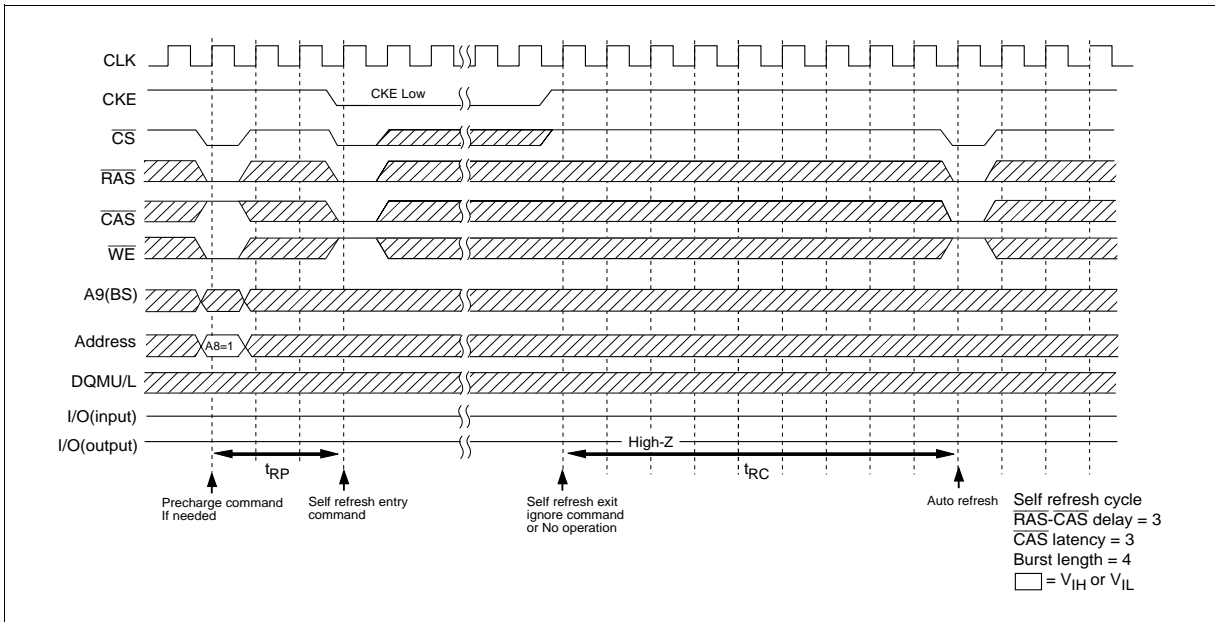 CLK
CKE
CKE Low
CS
RAS
CAS
WE
A9(BS)
Address
A8=1
DQMU/L
I/O(input)
I/O(output)
High-Z
tRP
tRC
Precharge command
If needed
Self refresh entry
command
Self refresh exit
ignore command
or No operation
Auto refresh
Self refresh cycle
RAS-CAS delay = 3
CAS latency = 3
Burst length = 4
= VIH or VIL